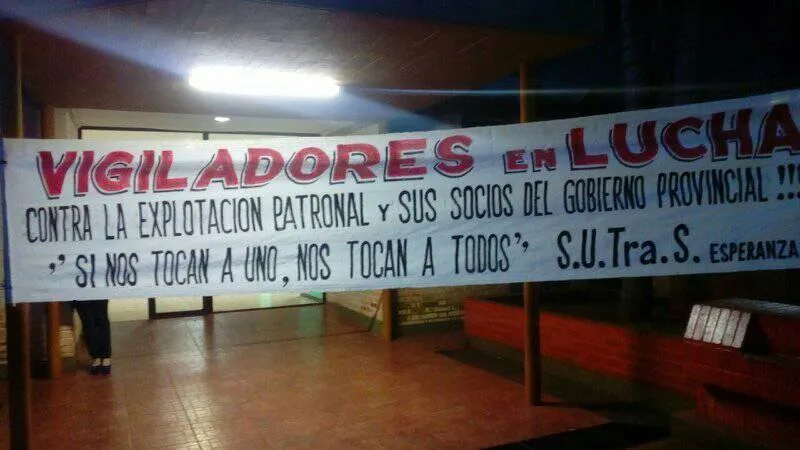 VIGILADORES EN LUCHA
CONTRA LA EXPLOTACION PATRONAL Y SUS SOCIOS DEL GOBIERNO PROVINCIAL !!!
,, SI NOS TOCAN A UNO, NOS TOCAN A TODOS,, S.U.Tra.S. ESPERANZA